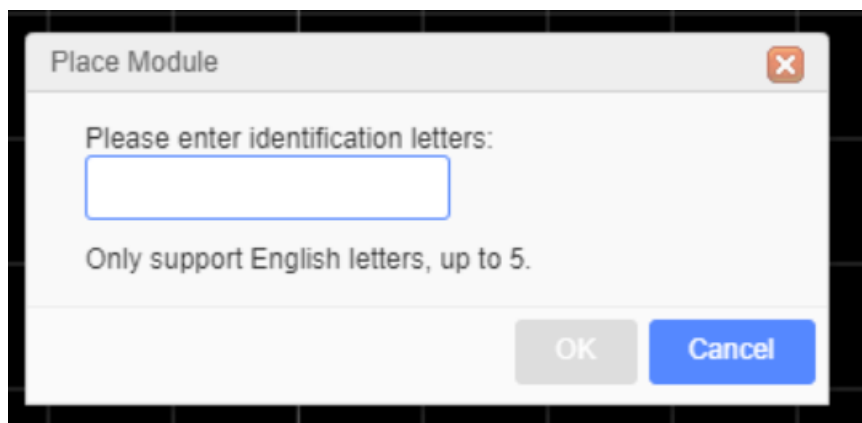 Place Module
Please enter identification letters:
Only support English letters, up to 5.
OK Cancel